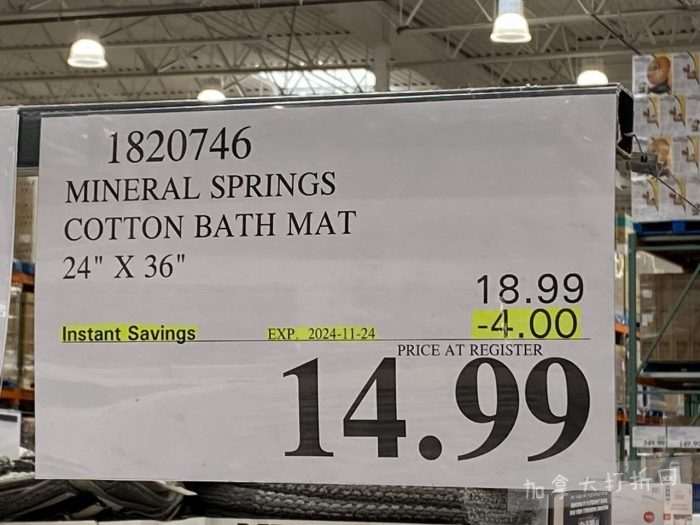 1820746
MINERAL SPRINGS
COTTON BATH MAT
24" X 36"
18.99
Instant Savings EXP. 2024-11-24 -4.00
PRICE AT REGISTER
14.99
加拿大打折网